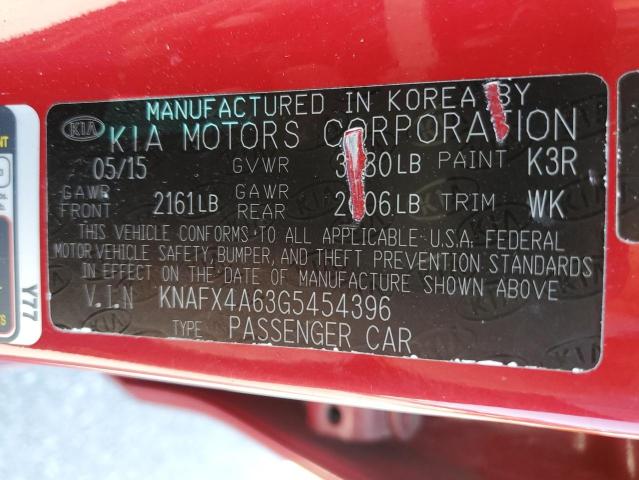 MANUFACTURED IN KOREA BY
KIA KIA MOTORS CORPORATION
05/15 GVWR LB PAINT K3R
GAWR FRONT 2161LB GAWR REAR LB TRIM WK
THIS VEHICLE CONFORMS TO ALL APPLICABLE U.S.A. FEDERAL
MOTOR VEHICLE SAFETY, BUMPER, AND THEFT PREVENTION STANDARDS
IN EFFECT ON THE DATE OF MANUFACTURE SHOWN ABOVE
V.I.N KNAFX4A63G5454396
TYPE PASSENGER CAR
Y77